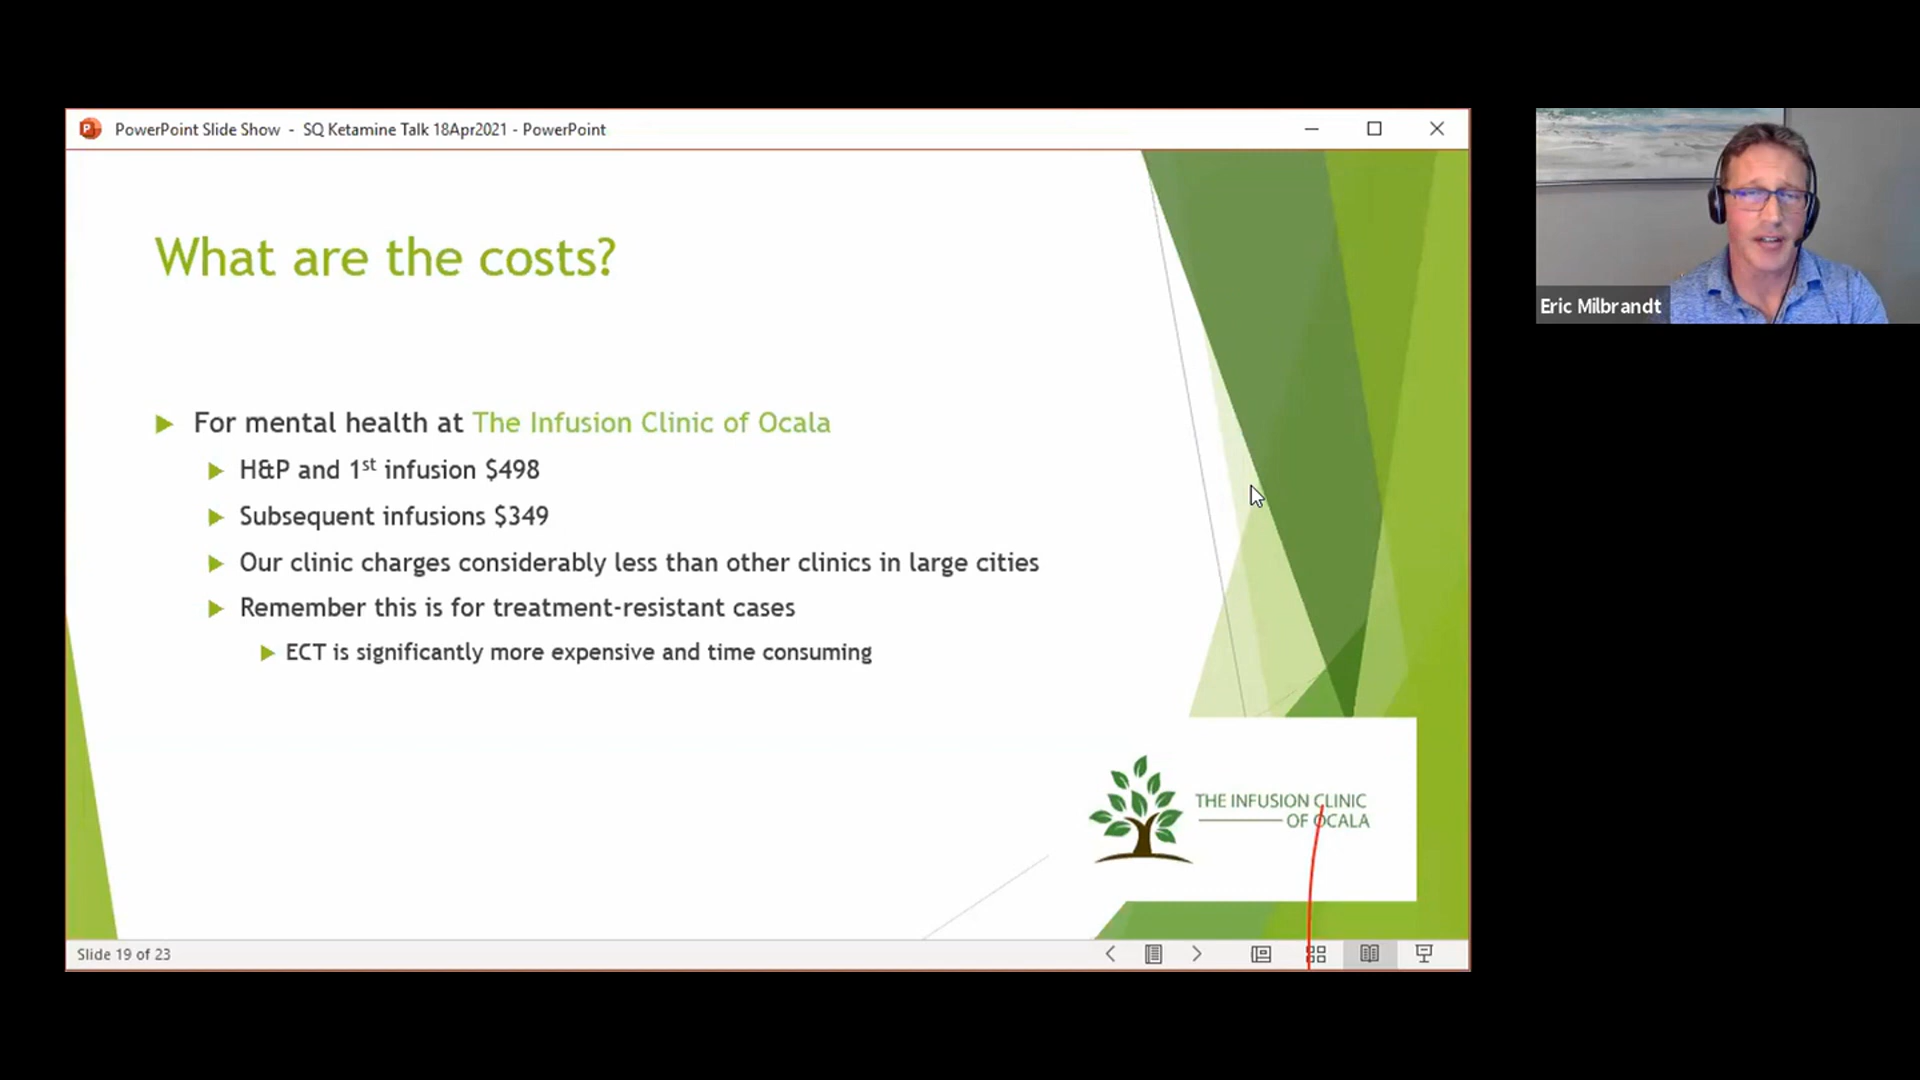 PowerPoint Slide Show - SQ Ketamine Talk 18Apr2021 - PowerPoint
What are the costs?
For mental health at The Infusion Clinic of Ocala
H&P and 1st infusion $498
Subsequent infusions $349
Our clinic charges considerably less than other clinics in large cities
Remember this is for treatment-resistant cases
ECT is significantly more expensive and time consuming
THE INFUSION CLINIC
OF OCALA
Slide 19 of 23
Eric Milbrandt